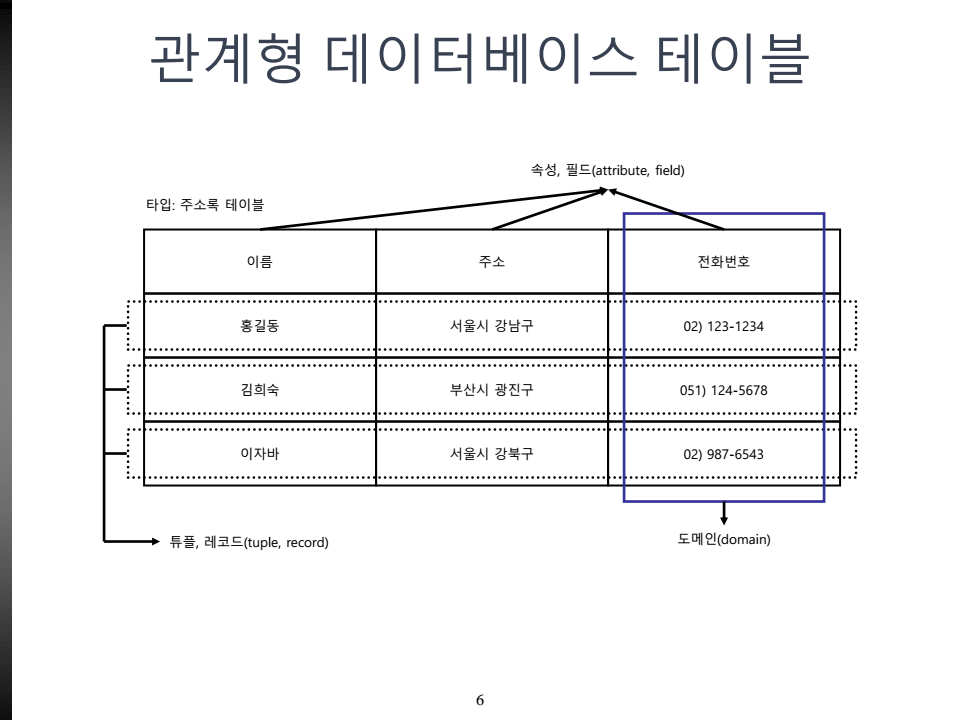 관계형 데이터베이스 테이블
속성, 필드(attribute, field)
타입: 주소록 테이블
이름 주소 전화번호
홍길동 서울시 강남구 02) 123-1234
김희숙 부산시 광진구 051) 124-5678
이자바 서울시 강북구 02) 987-6543
튜플, 레코드(tuple, record)
도메인(domain)
6